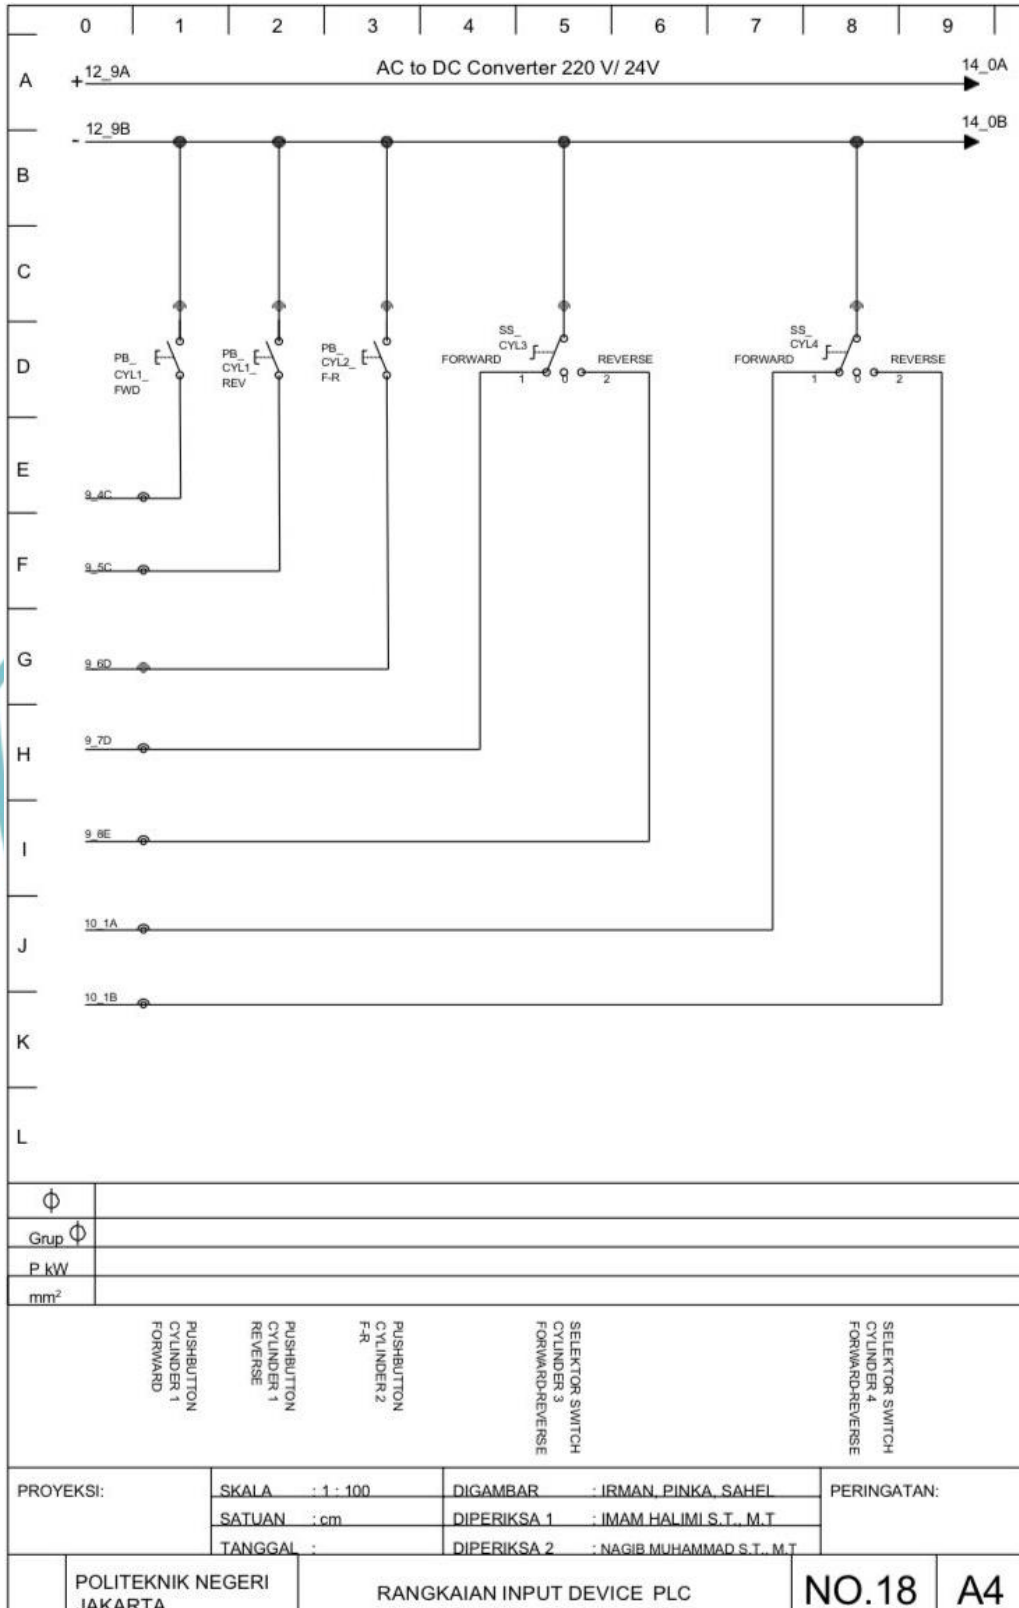 0 1 2 3 4 5 6 7 8 9
A
+ 12_9A
AC to DC Converter 220 V/ 24V
14_0A
- 12_9B
14_0B
B
C
D
PB_
CYL1_
FWD
PB_
CYL1_
REV
PB_
CYL2_
F-R
SS_
CYL3
FORWARD
REVERSE
1 0 2
SS_
CYL4
FORWARD
REVERSE
1 0 2
E
9_4C
F
9_5C
G
9_6D
H
9_7D
I
9_8E
J
10_1A
10_1B
K
L
ϕ
Grup ϕ
P kW
mm²
PUSHBUTTON
CYLINDER 1
FORWARD
PUSHBUTTON
CYLINDER 1
REVERSE
PUSHBUTTON
CYLINDER 2
F-R
SELEKTOR SWITCH
CYLINDER 3
FORWARD-REVERSE
SELEKTOR SWITCH
CYLINDER 4
FORWARD-REVERSE
PROYEKSI:
SKALA : 1 : 100
SATUAN : cm
TANGGAL :
DIGAMBAR : IRMAN, PINKA, SAHEL
DIPERIKSA 1 : IMAM HALIMI S.T., M.T
DIPERIKSA 2 : NAGIB MUHAMMAD S.T., M.T
PERINGATAN:
POLITEKNIK NEGERI
JAKARTA
RANGKAIAN INPUT DEVICE PLC
NO.18
A4